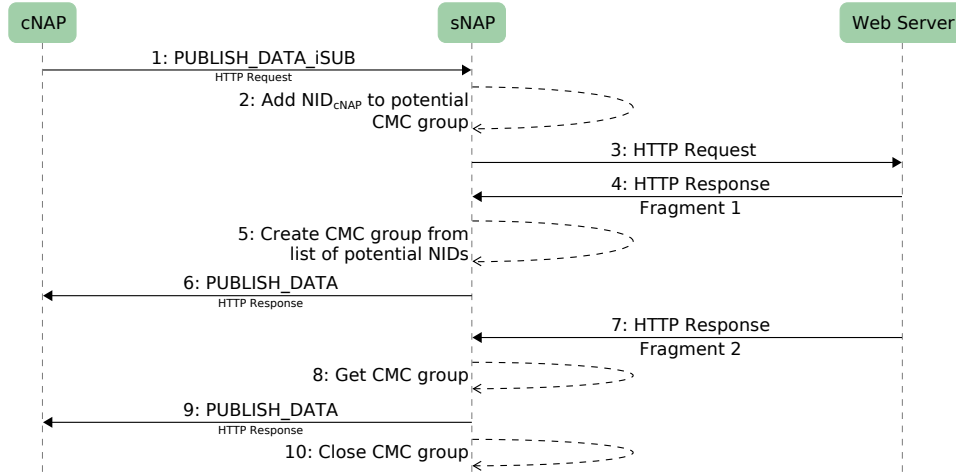 cNAP
sNAP
Web Server
1: PUBLISH_DATA_iSUB
HTTP Request
2: Add NIDcNAP to potential
CMC group
3: HTTP Request
4: HTTP Response
Fragment 1
5: Create CMC group from
list of potential NIDs
6: PUBLISH_DATA
HTTP Response
7: HTTP Response
Fragment 2
8: Get CMC group
9: PUBLISH_DATA
HTTP Response
10: Close CMC group